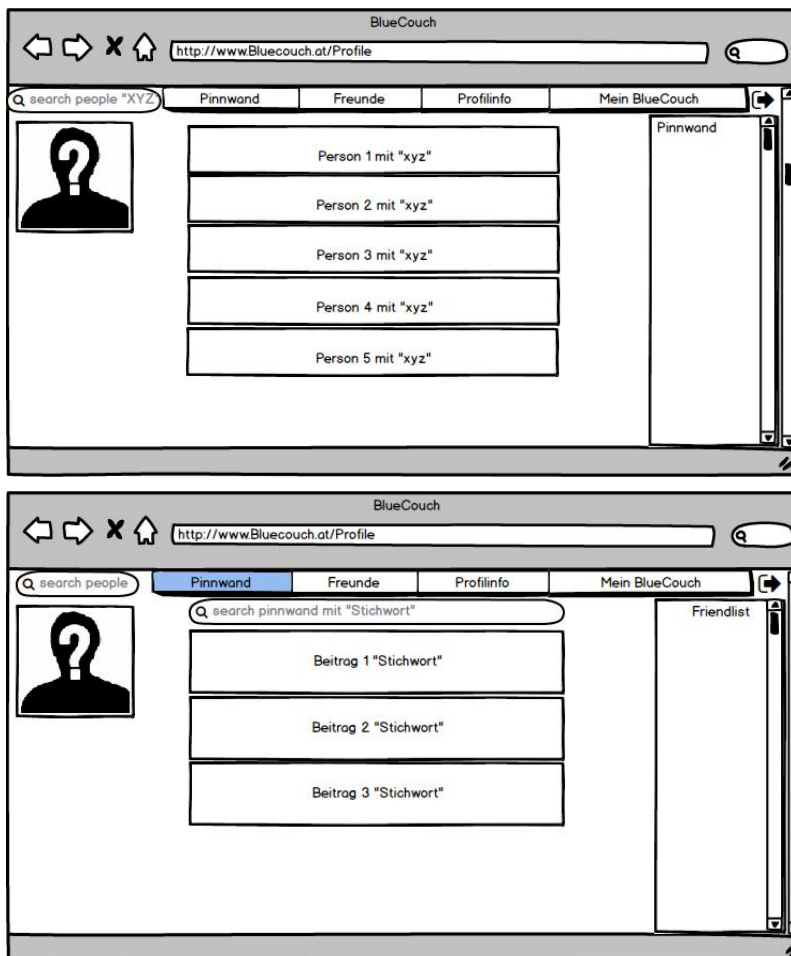 BlueCouch
http://www.Bluecouch.at/Profile
search people "XYZ
Pinnwand
Freunde
Profilinfo
Mein BlueCouch
Person 1 mit "xyz"
Person 2 mit "xyz"
Person 3 mit "xyz"
Person 4 mit "xyz"
Person 5 mit "xyz"
Pinnwand
BlueCouch
http://www.Bluecouch.at/Profile
search people
Pinnwand
Freunde
Profilinfo
Mein BlueCouch
search pinnwand mit "Stichwort"
Beitrag 1 "Stichwort"
Beitrag 2 "Stichwort"
Beitrag 3 "Stichwort"
Friendlist